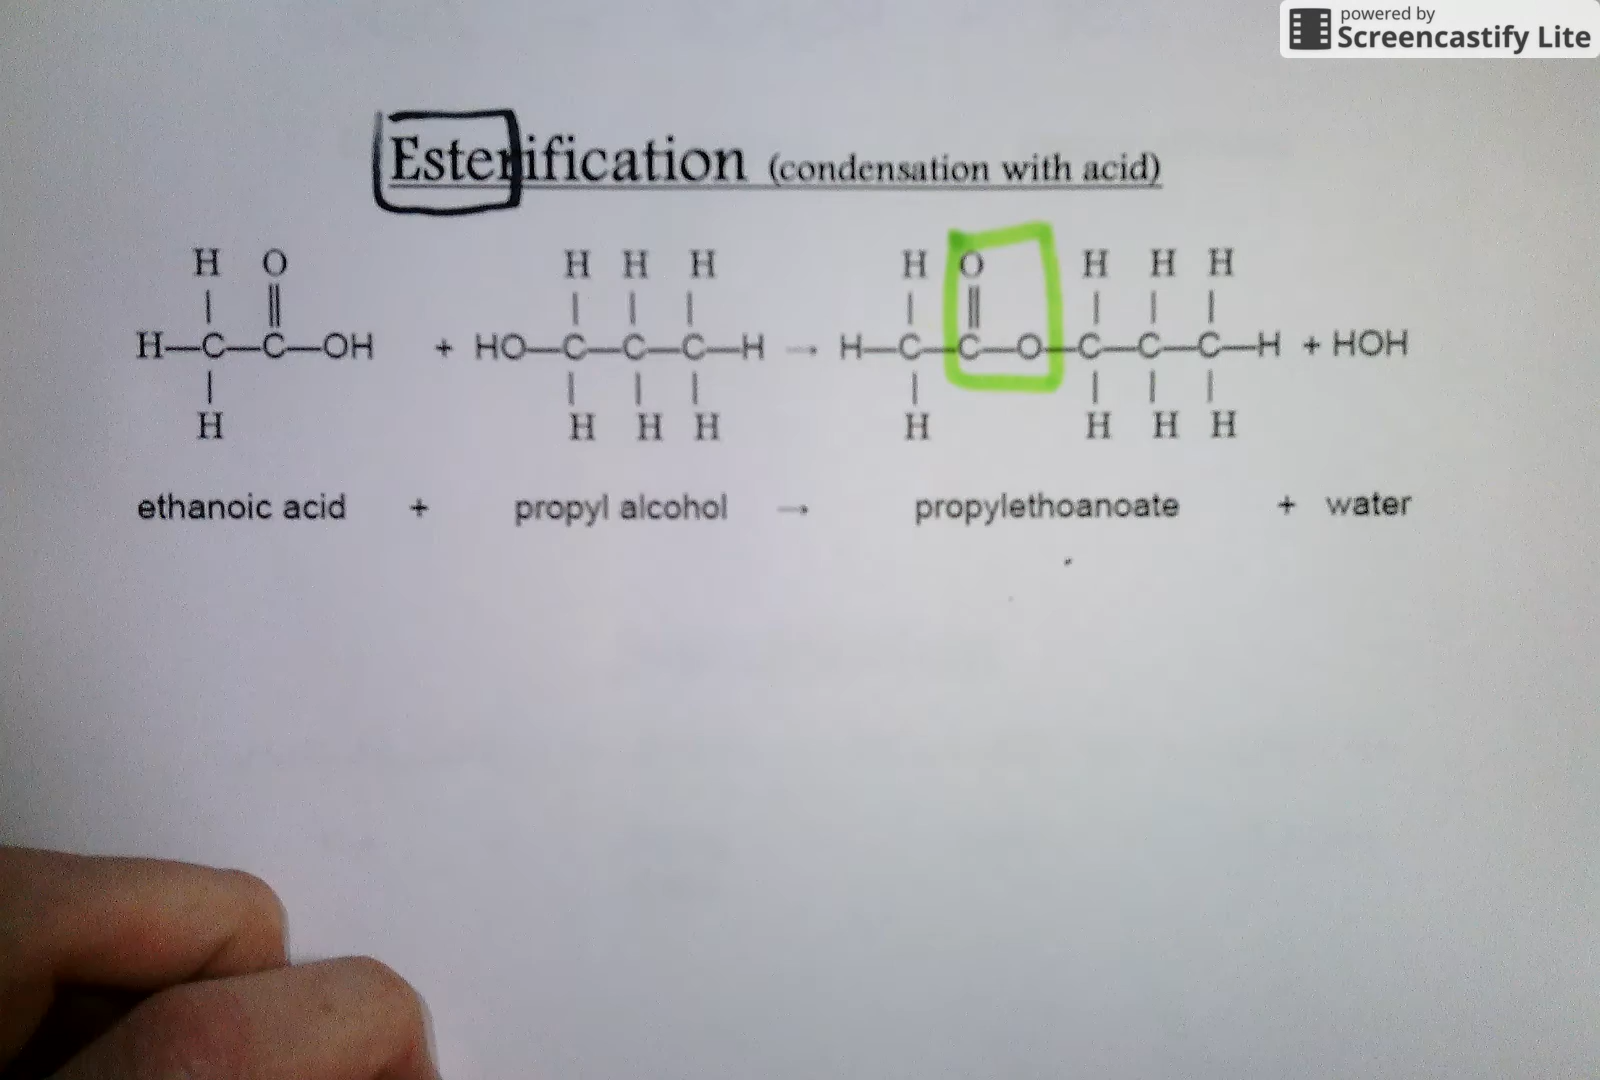 powered by
Screencastify Lite
Esterification (condensation with acid)
H O H H H H O H H H
H—C—C—OH + HO—C—C—C—H → H—C—C—O—C—C—C—H + HOH
H H H H H H H H
ethanoic acid + propyl alcohol → propylethoanoate + water